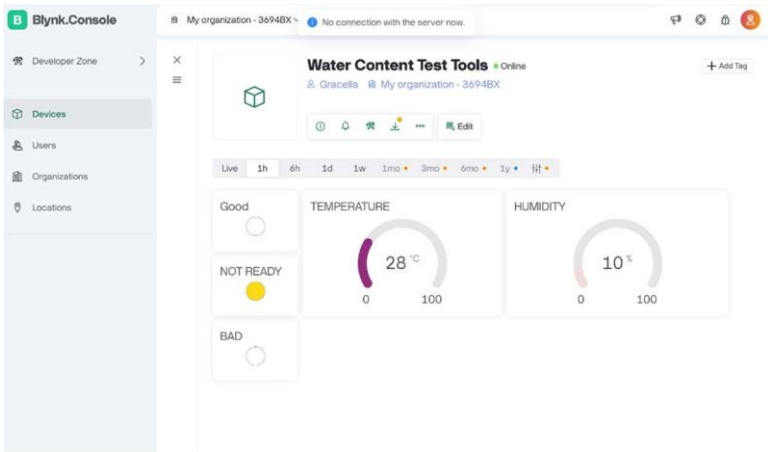 B Blynk.Console
My organization - 3694BX
No connection with the server now.
Developer Zone
Devices
Users
Organizations
Locations
Water Content Test Tools Online
Gracella My organization - 3694BX
Add Tag
Edit
Live 1h 6h 1d 1w 1mo 3mo 6mo 1y
Good
NOT READY
BAD
TEMPERATURE
28 °C
0 100
HUMIDITY
10 %
0 100